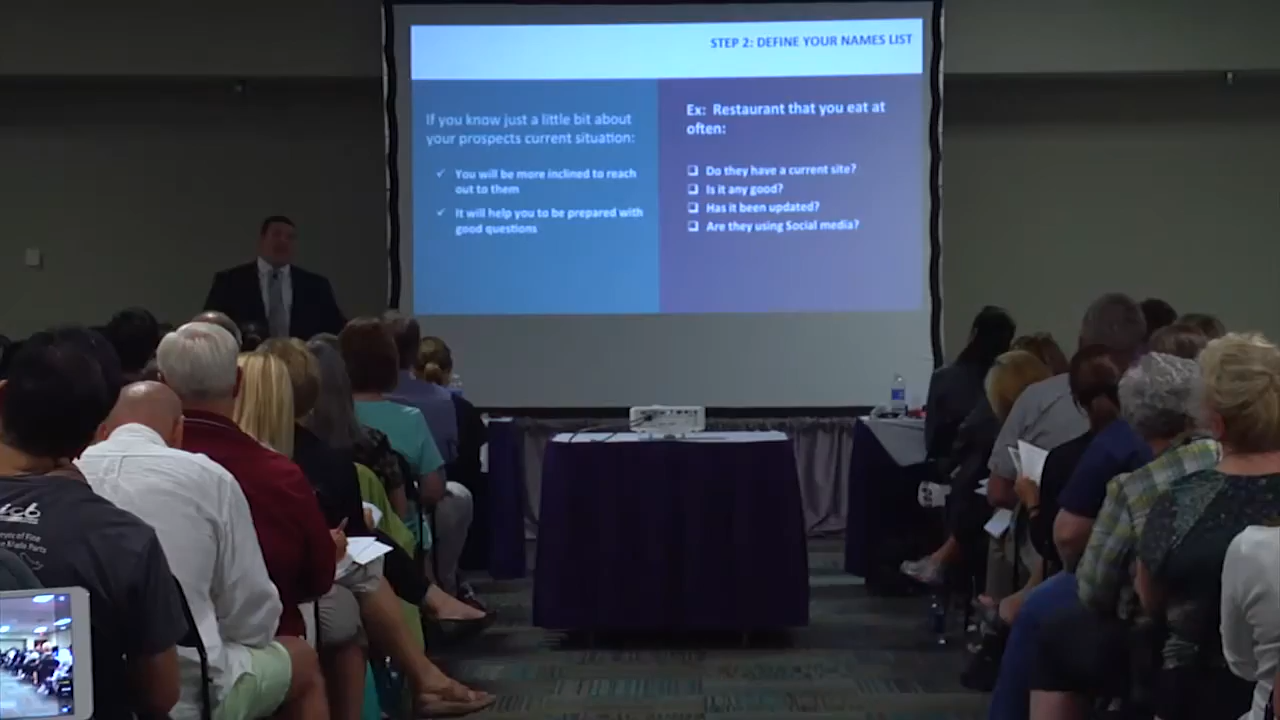 STEP 2: DEFINE YOUR NAMES LIST
If you know just a little bit about
your prospects current situation:
You will be more inclined to reach
out to them
It will help you to be prepared with
good questions
Ex: Restaurant that you eat at
often:
Do they have a current site?
Is it any good?
Has it been updated?
Are they using Social media?